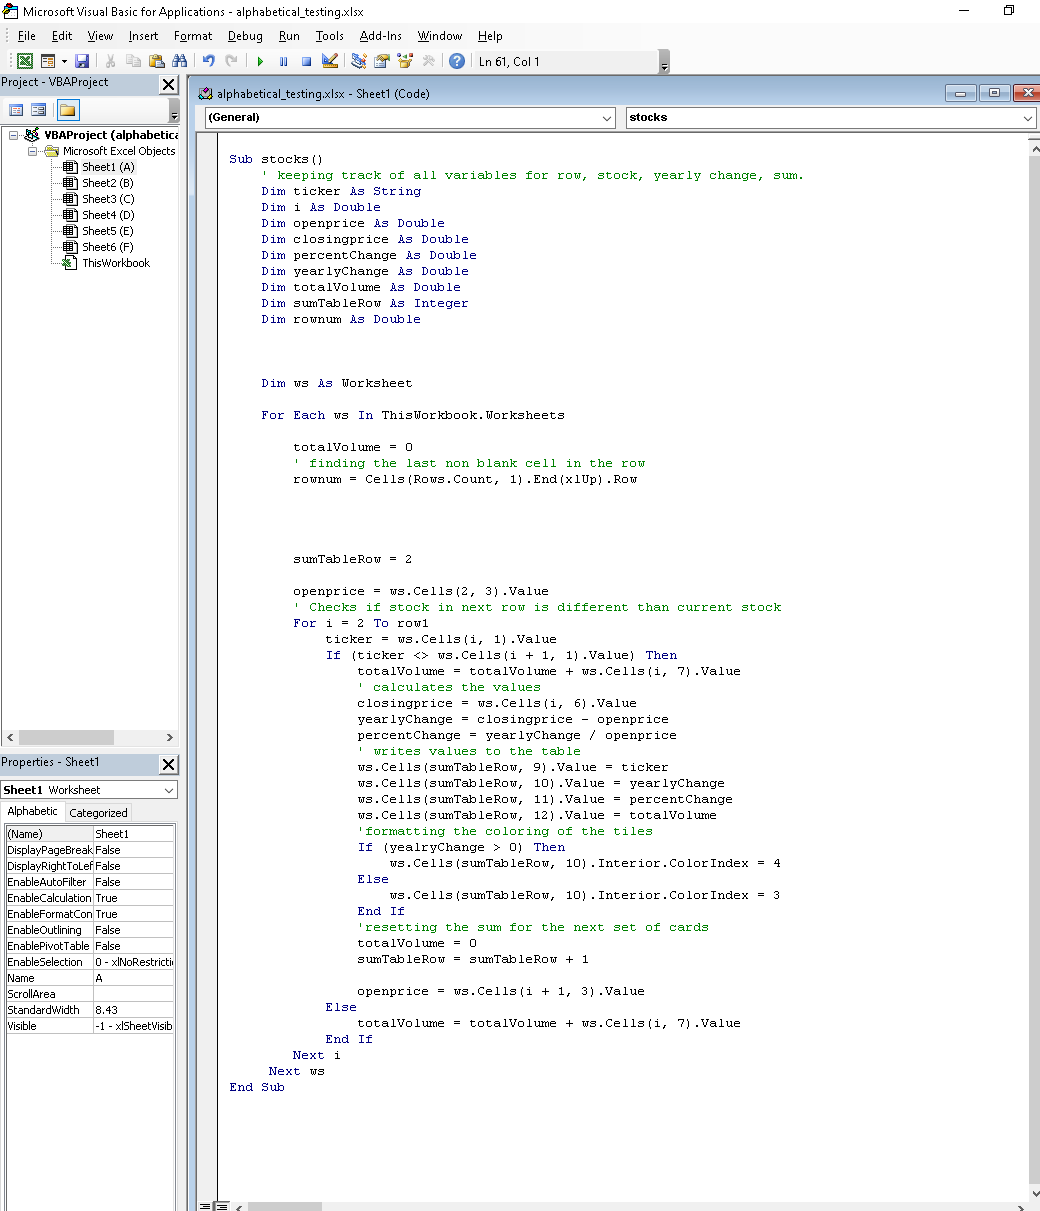 Microsoft Visual Basic for Applications - alphabetical_testing.xlsx
File Edit View Insert Format Debug Run Tools Add-Ins Window Help
Ln 61, Col 1
Project - VBAProject
VBAProject (alphabetica
Microsoft Excel Objects
Sheet1 (A)
Sheet2 (B)
Sheet3 (C)
Sheet4 (D)
Sheet5 (E)
Sheet6 (F)
ThisWorkbook
Properties - Sheet1
Sheet1 Worksheet
Alphabetic Categorized
(Name) Sheet1
DisplayPageBreak False
DisplayRightToLef False
EnableAutoFilter False
EnableCalculation True
EnableFormatCon True
EnableOutlining False
EnablePivotTable False
EnableSelection 0 - xlNoRestricti
Name A
ScrollArea
StandardWidth 8.43
Visible -1 - xlSheetVisib
alphabetical_testing.xlsx - Sheet1 (Code)
(General) stocks
Sub stocks()
' keeping track of all variables for row, stock, yearly change, sum.
Dim ticker As String
Dim i As Double
Dim openprice As Double
Dim closingprice As Double
Dim percentChange As Double
Dim yearlyChange As Double
Dim totalVolume As Double
Dim sumTableRow As Integer
Dim rownum As Double
Dim ws As Worksheet
For Each ws In ThisWorkbook.Worksheets
totalVolume = 0
' finding the last non blank cell in the row
rownum = Cells(Rows.Count, 1).End(xlUp).Row
sumTableRow = 2
openprice = ws.Cells(2, 3).Value
' Checks if stock in next row is different than current stock
For i = 2 To row1
ticker = ws.Cells(i, 1).Value
If (ticker <> ws.Cells(i + 1, 1).Value) Then
totalVolume = totalVolume + ws.Cells(i, 7).Value
' calculates the values
closingprice = ws.Cells(i, 6).Value
yearlyChange = closingprice - openprice
percentChange = yearlyChange / openprice
' writes values to the table
ws.Cells(sumTableRow, 9).Value = ticker
ws.Cells(sumTableRow, 10).Value = yearlyChange
ws.Cells(sumTableRow, 11).Value = percentChange
ws.Cells(sumTableRow, 12).Value = totalVolume
'formatting the coloring of the tiles
If (yealryChange > 0) Then
ws.Cells(sumTableRow, 10).Interior.ColorIndex = 4
Else
ws.Cells(sumTableRow, 10).Interior.ColorIndex = 3
End If
'resetting the sum for the next set of cards
totalVolume = 0
sumTableRow = sumTableRow + 1
openprice = ws.Cells(i + 1, 3).Value
Else
totalVolume = totalVolume + ws.Cells(i, 7).Value
End If
Next i
Next ws
End Sub